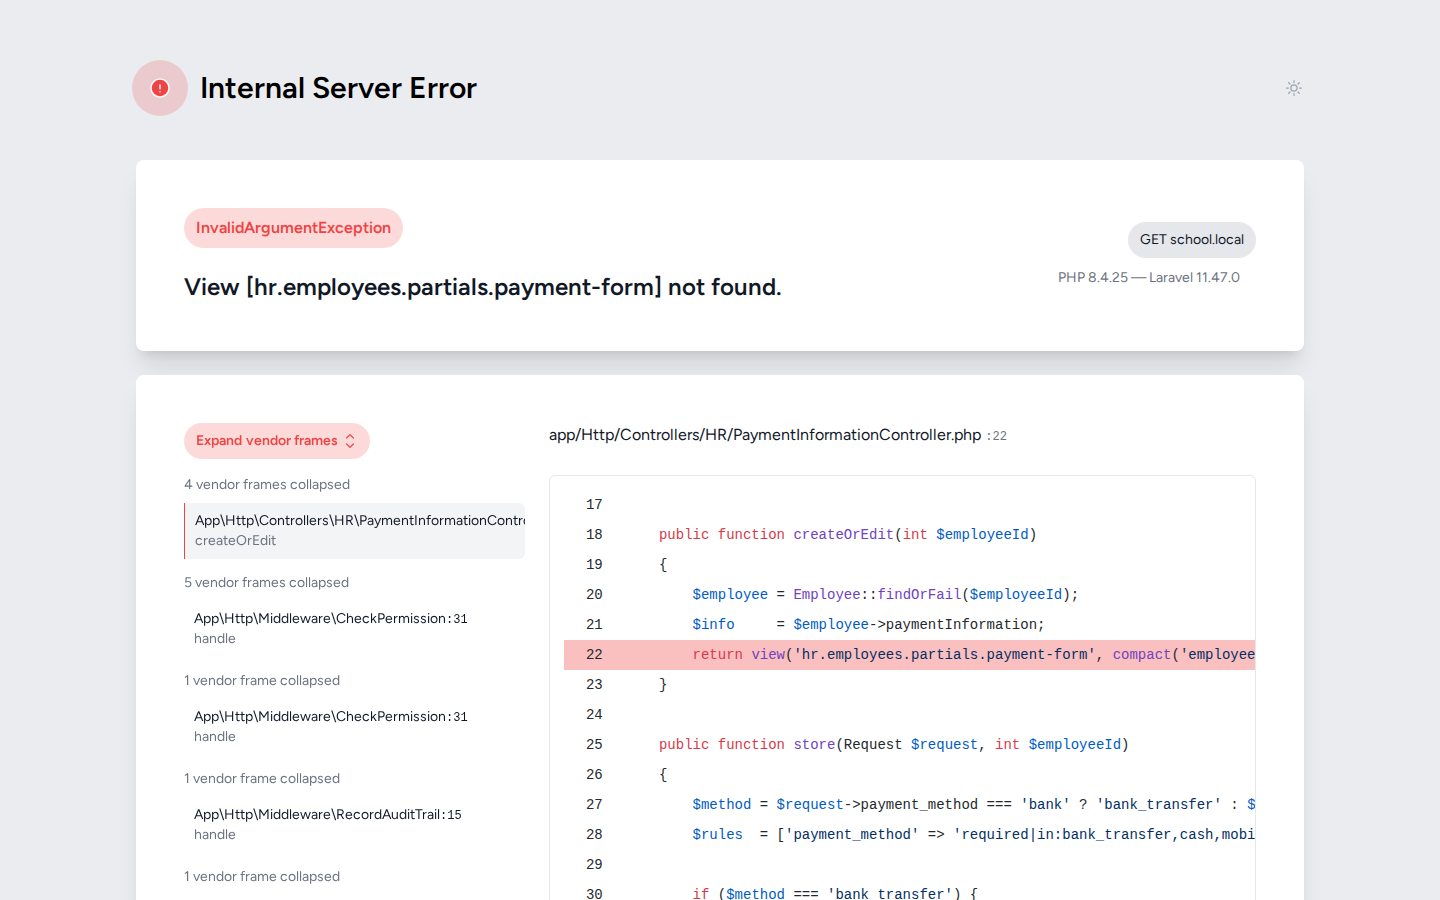 Internal Server Error
InvalidArgumentException
View [hr.employees.partials.payment-form] not found.
GET school.local
PHP 8.4.25 — Laravel 11.47.0
Expand vendor frames
4 vendor frames collapsed
App\Http\Controllers\HR\PaymentInformationContro
createOrEdit
5 vendor frames collapsed
App\Http\Middleware\CheckPermission:31
handle
1 vendor frame collapsed
App\Http\Middleware\CheckPermission:31
handle
1 vendor frame collapsed
App\Http\Middleware\RecordAuditTrail:15
handle
1 vendor frame collapsed
app/Http/Controllers/HR/PaymentInformationController.php :22
17
18 public function createOrEdit(int $employeeId)
19 {
20 $employee = Employee::findOrFail($employeeId);
21 $info     = $employee->paymentInformation;
22 return view('hr.employees.partials.payment-form', compact('employee
23 }
24
25 public function store(Request $request, int $employeeId)
26 {
27 $method = $request->payment_method === 'bank' ? 'bank_transfer' : $
28 $rules  = ['payment_method' => 'required|in:bank_transfer,cash,mobi
29
30 if ($method === 'bank_transfer') {